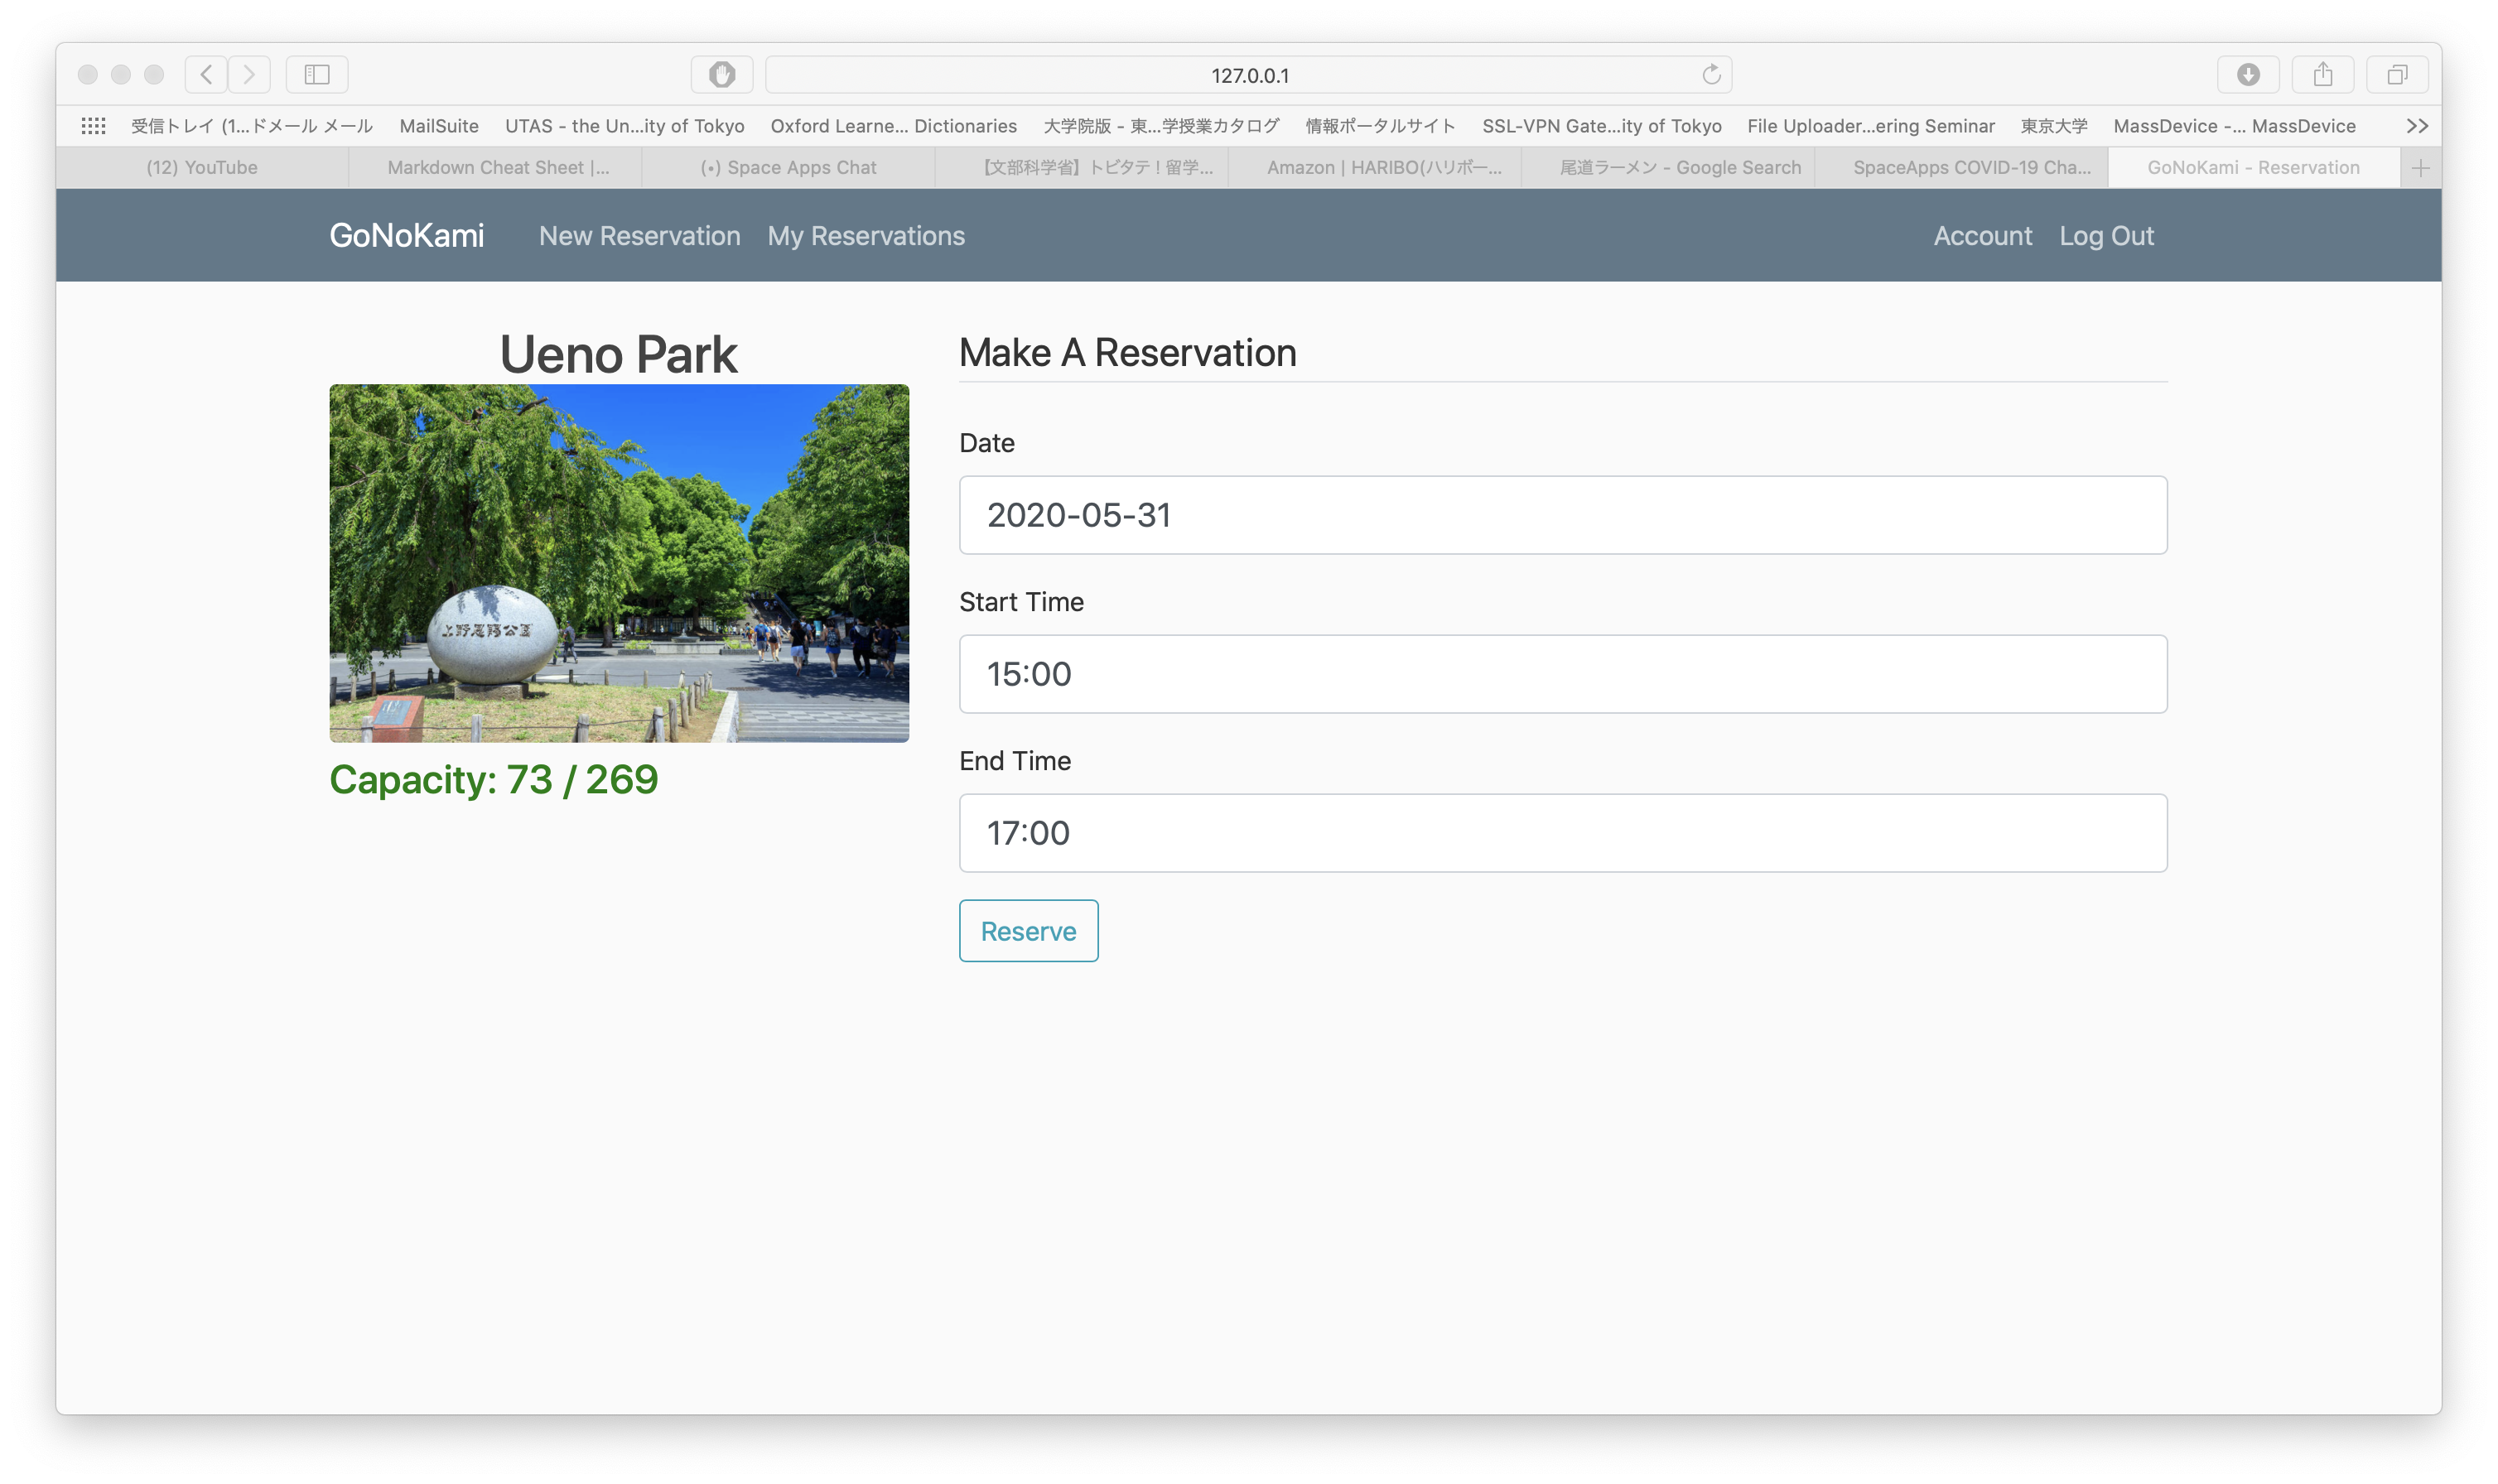 127.0.0.1
受信トレイ (1...ドメール メール MailSuite UTAS - the Un...ity of Tokyo Oxford Learne... Dictionaries 大学院版 - 東...学授業カタログ 情報ポータルサイト SSL-VPN Gate...ity of Tokyo File Uploader...ering Seminar 東京大学 MassDevice -... MassDevice
(12) YouTube Markdown Cheat Sheet |... (•) Space Apps Chat 【文部科学省】トビタテ！留学... Amazon | HARIBO(ハリボー... 尾道ラーメン - Google Search SpaceApps COVID-19 Cha... GoNoKami - Reservation
GoNoKami New Reservation My Reservations Account Log Out
Ueno Park
上野恩賜公園
Capacity: 73 / 269
Make A Reservation
Date
2020-05-31
Start Time
15:00
End Time
17:00
Reserve